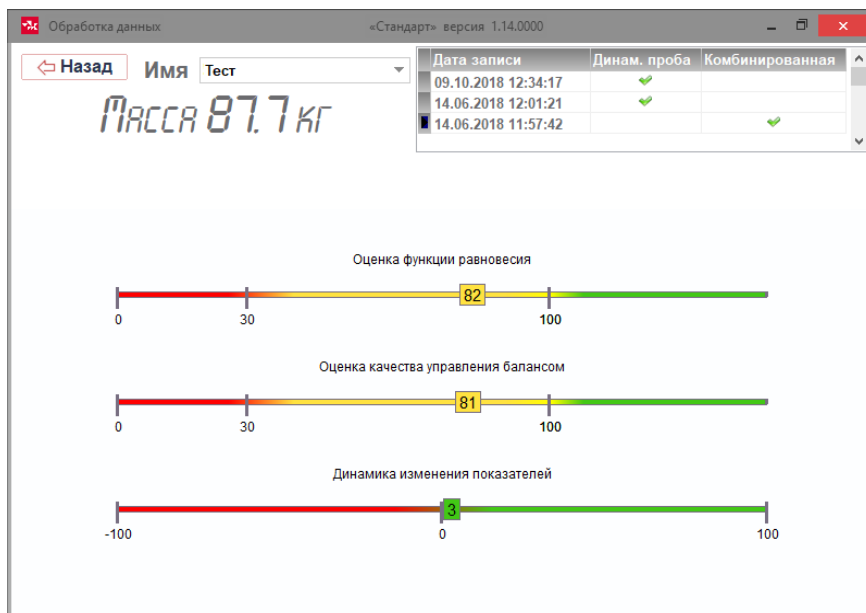 Обработка данных «Стандарт» версия 1.14.0000
Назад Имя Тест
Масса 87.7 кг
Дата записи Динам. проба Комбинированная
09.10.2018 12:34:17
14.06.2018 12:01:21
14.06.2018 11:57:42
Оценка функции равновесия
82
0 30 100
Оценка качества управления балансом
81
0 30 100
Динамика изменения показателей
3
-100 0 100